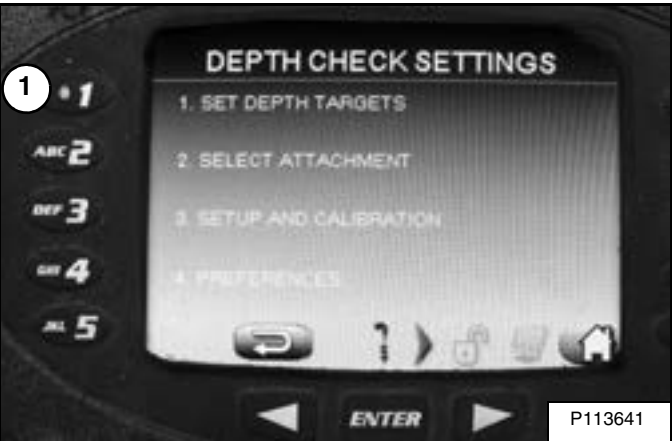 DEPTH CHECK SETTINGS
1
• 1
1. SET DEPTH TARGETS
ABC 2
2. SELECT ATTACHMENT
DEF 3
3. SETUP AND CALIBRATION
GHI 4
4. PREFERENCES
JKL 5
ENTER
P113641